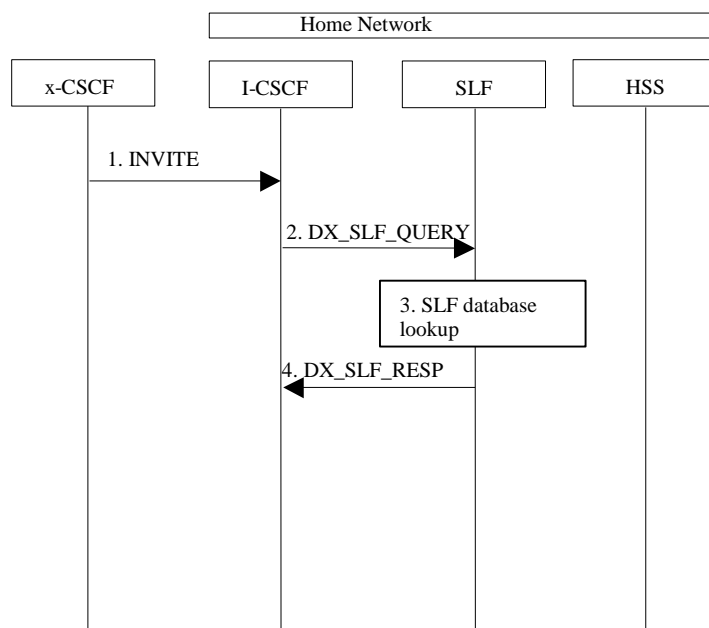 Home Network
x-CSCF
I-CSCF
SLF
HSS
1. INVITE
2. DX_SLF_QUERY
3. SLF database
lookup
4. DX_SLF_RESP